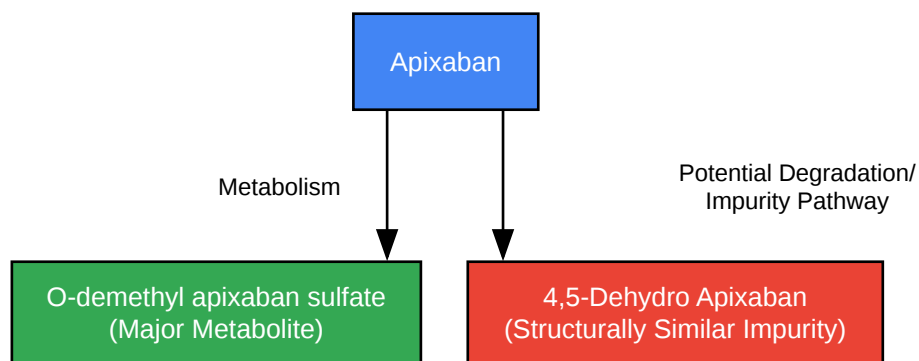 Apixaban
Metabolism
Potential Degradation/
Impurity Pathway
O-demethyl apixaban sulfate
(Major Metabolite)
4,5-Dehydro Apixaban
(Structurally Similar Impurity)